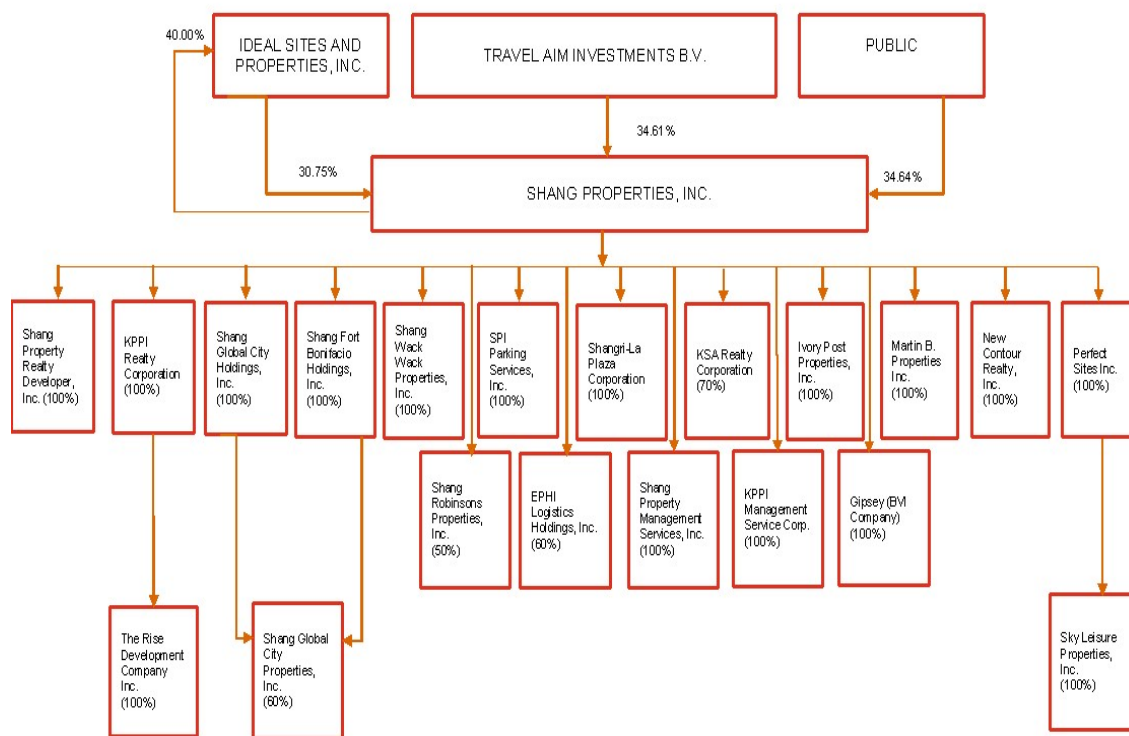 40.00%
IDEAL SITES AND
PROPERTIES, INC.
TRAVEL AIM INVESTMENTS B.V.
PUBLIC
34.61%
30.75%
34.64%
SHANG PROPERTIES, INC.
Shang
Property
Realty
Developer,
Inc. (100%)
KPPI
Realty
Corporation
(100%)
Shang
Global City
Holdings,
Inc.
(100%)
Shang Fort
Bonifacio
Holdings,
Inc.
(100%)
Shang
Wack
Wack
Properties,
Inc.
(100%)
SPI
Parking
Services,
Inc.
(100%)
Shangri-La
Plaza
Corporation
(100%)
KSA Realty
Corporation
(70%)
Ivory Post
Properties,
Inc.
(100%)
Martin B.
Properties
Inc.
(100%)
New
Contour
Realty,
Inc.
(100%)
Perfect
Sites Inc.
(100%)
Shang
Robinsons
Properties,
Inc.
(50%)
EPHI
Logistics
Holdings, Inc.
(60%)
Shang
Property
Management
Services, Inc.
(100%)
KPPI
Management
Service Corp.
(100%)
Gipsey (BVI
Company)
(100%)
The Rise
Development
Company
Inc.
(100%)
Shang Global
City
Properties,
Inc.
(60%)
Sky Leisure
Properties,
Inc.
(100%)